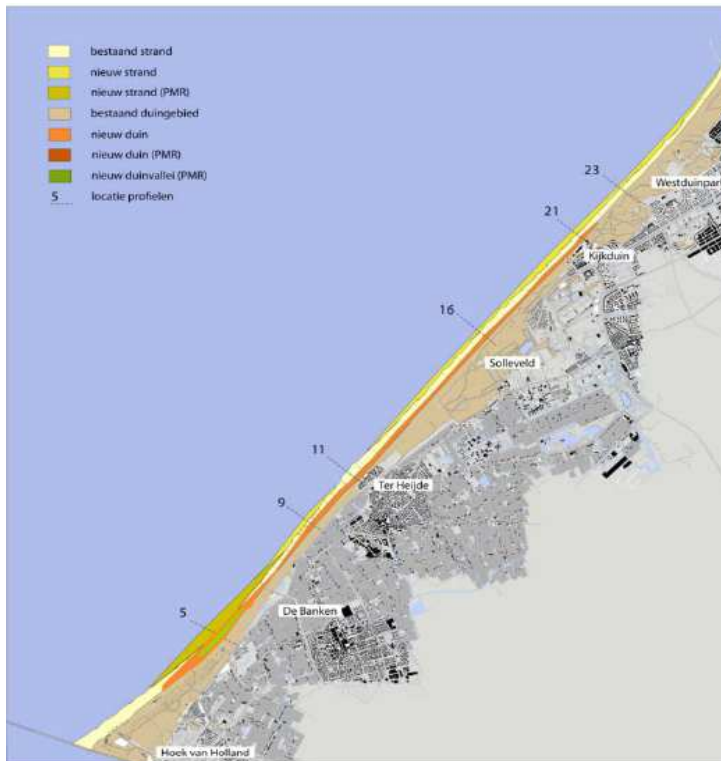 bestaand strand
nieuw strand
nieuw strand (PMR)
bestaand duingebied
nieuw duin
nieuw duin (PMR)
nieuw duinvallei (PMR)
5 locatie profielen
23
Westduinpark
21
Kijkduin
16
Solleveld
11
Ter Heijde
9
De Banken
5
Hoek van Holland